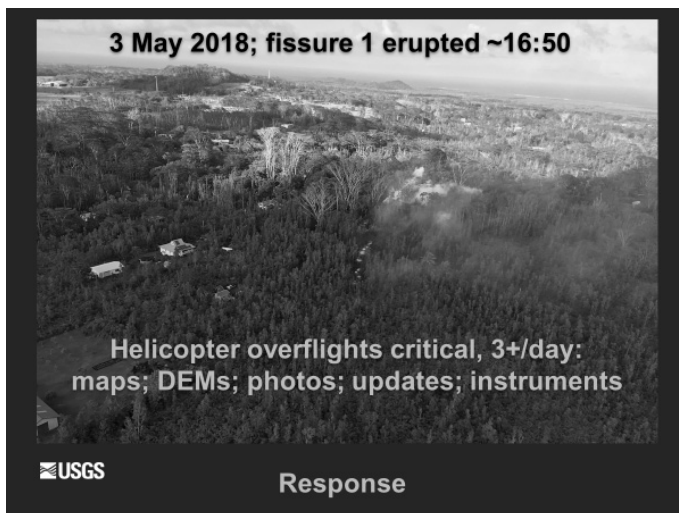 3 May 2018; fissure 1 erupted ~16:50
Helicopter overflights critical, 3+/day:
maps; DEMs; photos; updates; instruments
USGS
Response